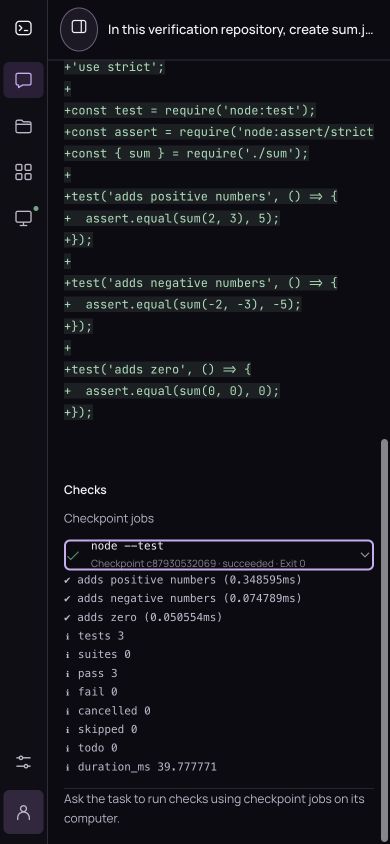 In this verification repository, create sum.j...
+'use strict';
+
+const test = require('node:test');
+const assert = require('node:assert/strict
+const { sum } = require('./sum');
+
+test('adds positive numbers', () => {
+  assert.equal(sum(2, 3), 5);
+});
+
+test('adds negative numbers', () => {
+  assert.equal(sum(-2, -3), -5);
+});
+
+test('adds zero', () => {
+  assert.equal(sum(0, 0), 0);
+});
Checks
Checkpoint jobs
node --test
Checkpoint c87930532069 · succeeded · Exit 0
✔ adds positive numbers (0.348595ms)
✔ adds negative numbers (0.074789ms)
✔ adds zero (0.050554ms)
ℹ tests 3
ℹ suites 0
ℹ pass 3
ℹ fail 0
ℹ cancelled 0
ℹ skipped 0
ℹ todo 0
ℹ duration_ms 39.777771
Ask the task to run checks using checkpoint jobs on its
computer.